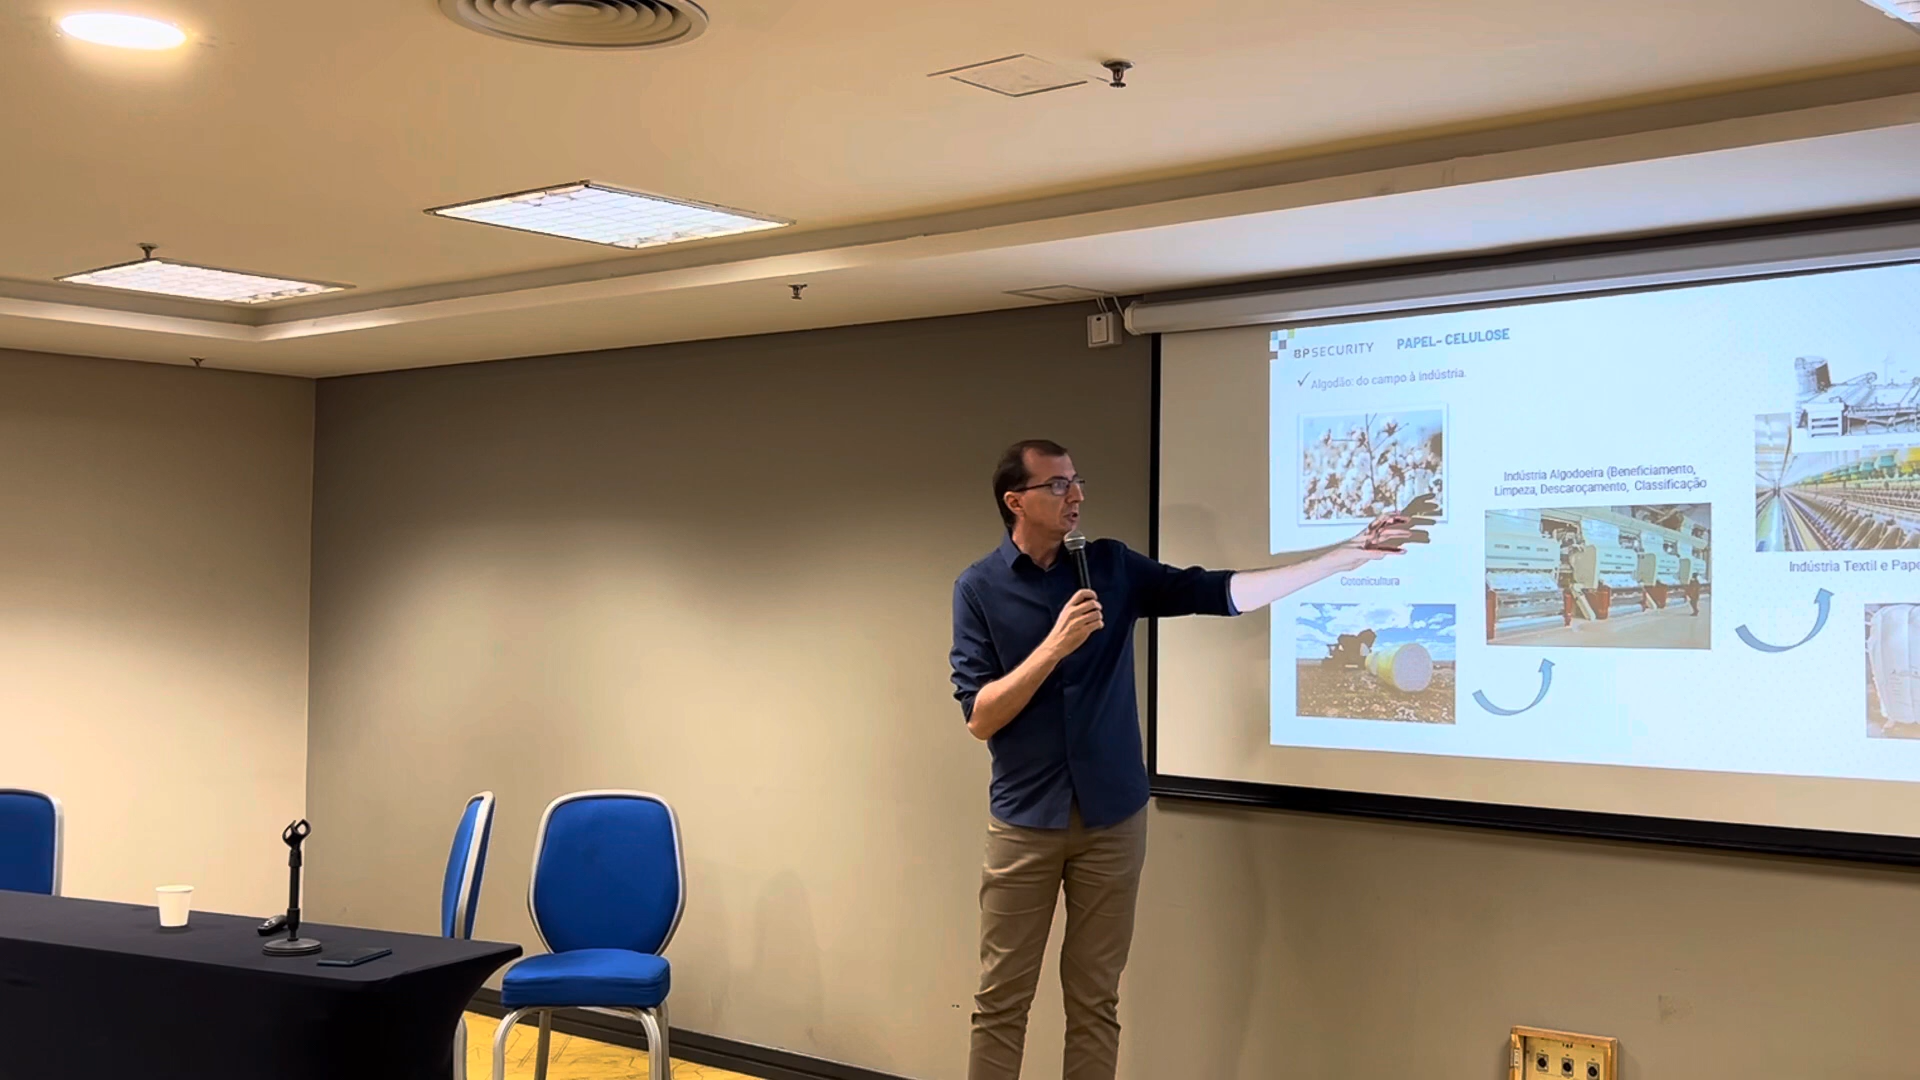 BPSECURITY
PAPEL- CELULOSE
✓ Algodão: do campo à indústria.
Cotonicultura
Indústria Algodoeira (Beneficiamento,
Limpeza, Descaroçamento, Classificação
Indústria Textil e Pape